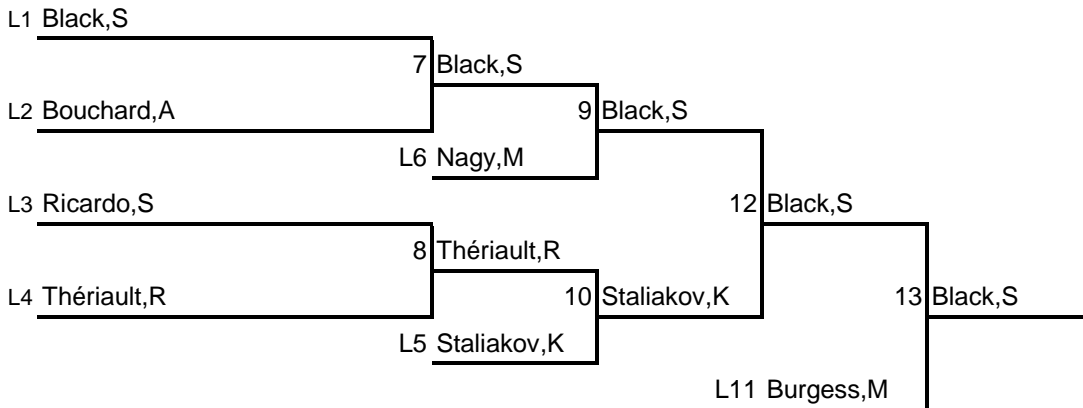 L1 Black,S
7 Black,S
L2 Bouchard,A
9 Black,S
L6 Nagy,M
L3 Ricardo,S
12 Black,S
8 Thériault,R
L4 Thériault,R
10 Staliakov,K
13 Black,S
L5 Staliakov,K
L11 Burgess,M